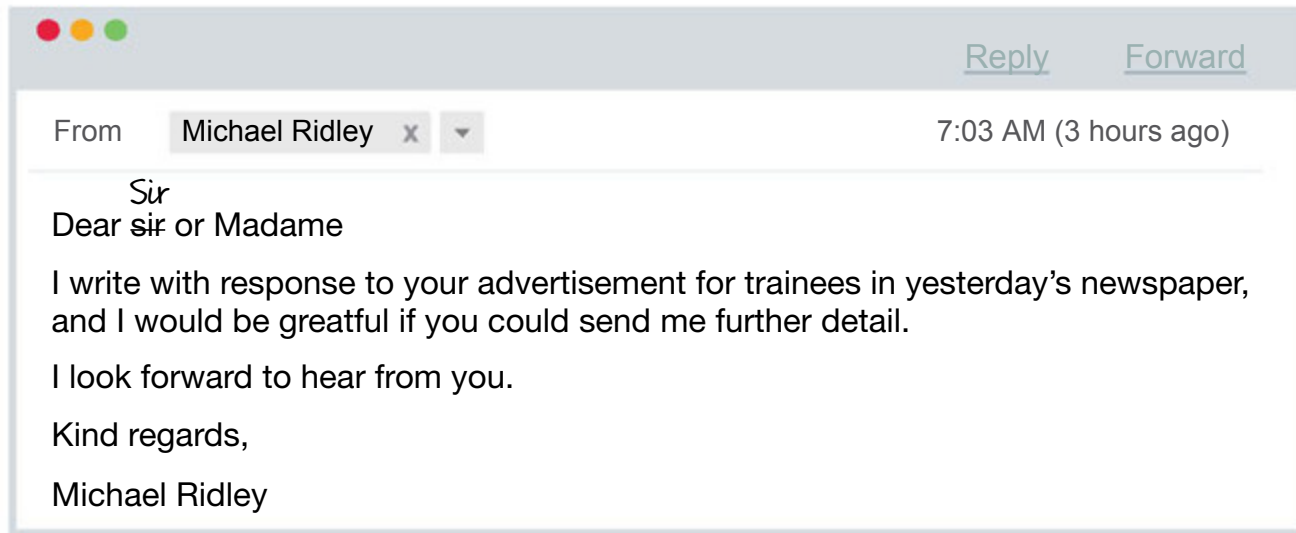 Reply Forward
From Michael Ridley x 7:03 AM (3 hours ago)
Sir
Dear sir or Madame
I write with response to your advertisement for trainees in yesterday’s newspaper,
and I would be greatful if you could send me further detail.
I look forward to hear from you.
Kind regards,
Michael Ridley